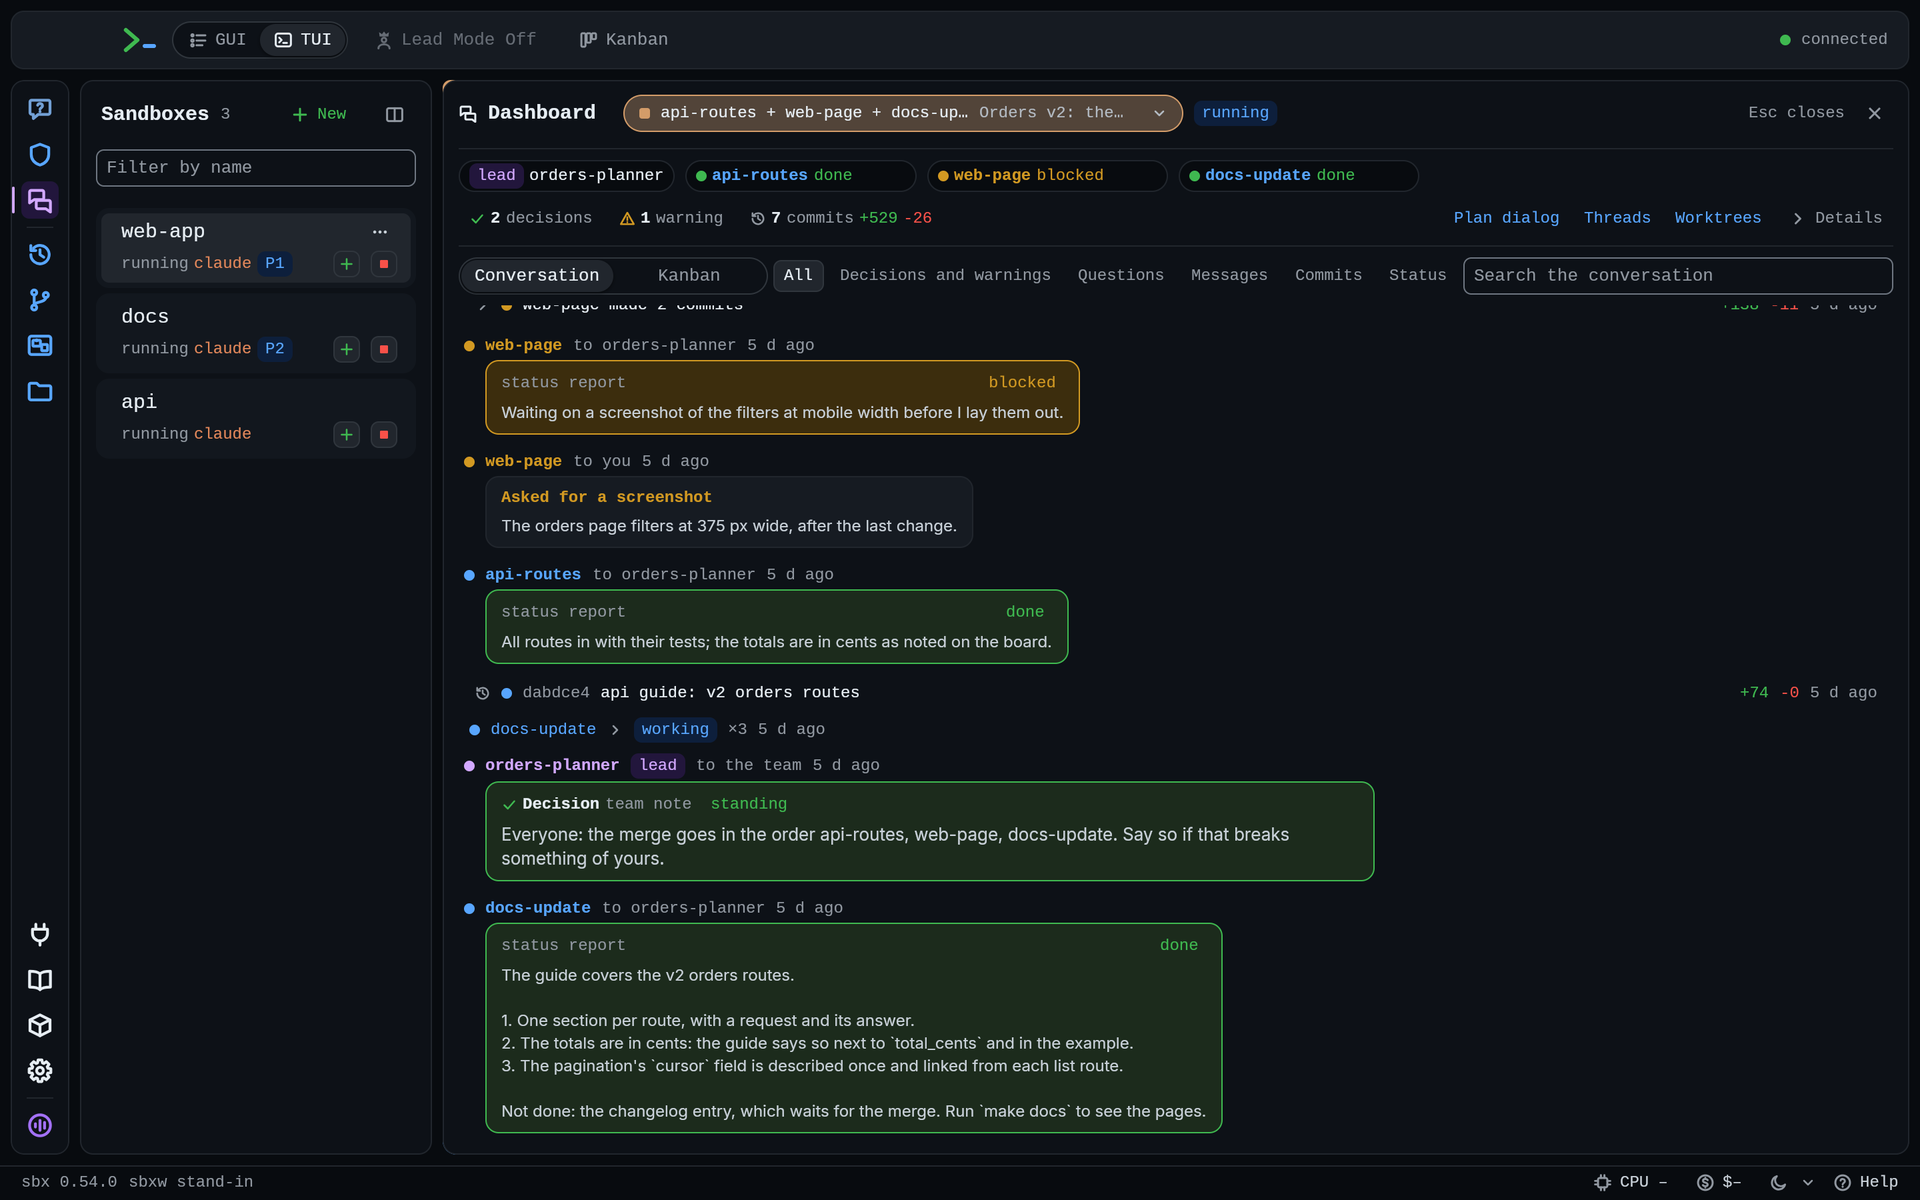 GUI TUI Lead Mode Off Kanban connected
Sandboxes 3 New
Filter by name
web-app
running claude P1
docs
running claude P2
api
running claude
Dashboard api-routes + web-page + docs-up… Orders v2: the… running Esc closes
lead orders-planner api-routes done web-page blocked docs-update done
2 decisions 1 warning 7 commits +529 -26 Plan dialog Threads Worktrees Details
Conversation Kanban All Decisions and warnings Questions Messages Commits Status Search the conversation
web-page made 2 commits +158 -11 5 d ago
web-page to orders-planner 5 d ago
status report blocked
Waiting on a screenshot of the filters at mobile width before I lay them out.
web-page to you 5 d ago
Asked for a screenshot
The orders page filters at 375 px wide, after the last change.
api-routes to orders-planner 5 d ago
status report done
All routes in with their tests; the totals are in cents as noted on the board.
dabdce4 api guide: v2 orders routes +74 -0 5 d ago
docs-update working ×3 5 d ago
orders-planner lead to the team 5 d ago
Decision team note standing
Everyone: the merge goes in the order api-routes, web-page, docs-update. Say so if that breaks
something of yours.
docs-update to orders-planner 5 d ago
status report done
The guide covers the v2 orders routes.
1. One section per route, with a request and its answer.
2. The totals are in cents: the guide says so next to `total_cents` and in the example.
3. The pagination's `cursor` field is described once and linked from each list route.
Not done: the changelog entry, which waits for the merge. Run `make docs` to see the pages.
sbx 0.54.0 sbxw stand-in CPU – $– Help